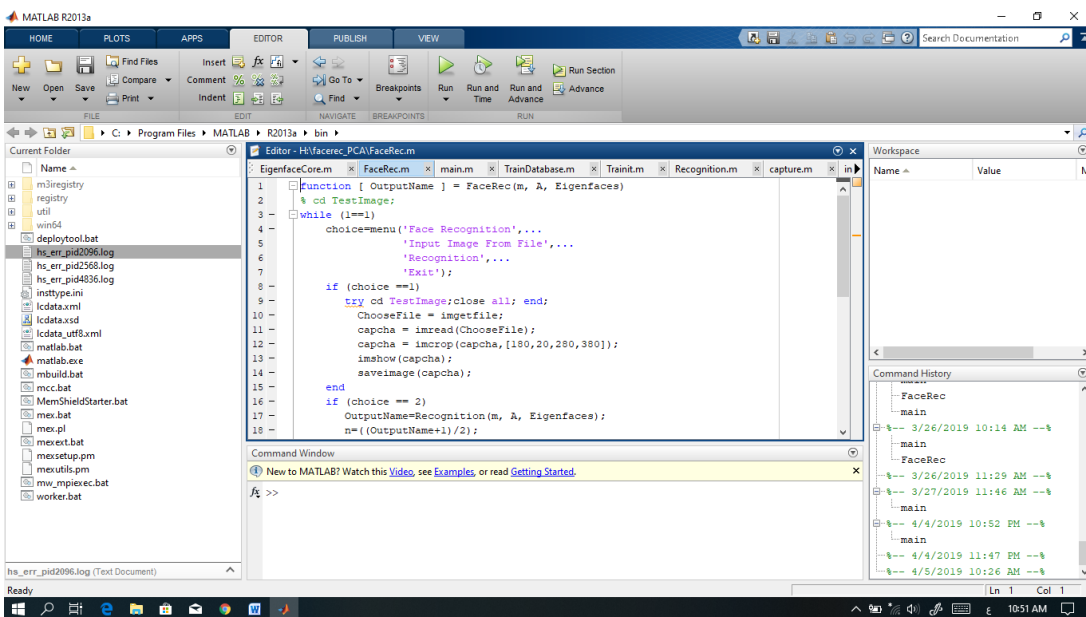 MATLAB R2013a
HOME PLOTS APPS EDITOR PUBLISH VIEW Search Documentation
New Open Save Find Files Compare Print Insert Comment Indent Go To Find Breakpoints Run Run and Time Run and Advance Run Section Advance
FILE EDIT NAVIGATE BREAKPOINTS RUN
C: Program Files MATLAB R2013a bin
Current Folder
Name
m3iregistry
registry
util
win64
deploytool.bat
hs_err_pid2096.log
hs_err_pid2568.log
hs_err_pid4836.log
insttype.ini
lcdata.xml
lcdata.xsd
lcdata_utf8.xml
matlab.bat
matlab.exe
mbuild.bat
mcc.bat
MemShieldStarter.bat
mex.bat
mex.pl
mexext.bat
mexsetup.pm
mexutils.pm
mw_mpiexec.bat
worker.bat
hs_err_pid2096.log (Text Document)
Editor - H:\facerec_PCA\FaceRec.m
EigenfaceCore.m FaceRec.m main.m TrainDatabase.m Trainit.m Recognition.m capture.m in
1 function [ OutputName ] = FaceRec(m, A, Eigenfaces)
2 % cd TestImage;
3 while (1==1)
4 choice=menu('Face Recognition',...
5 'Input Image From File',...
6 'Recognition',...
7 'Exit');
8 if (choice ==1)
9 try cd TestImage;close all; end;
10 ChooseFile = imgetfile;
11 capcha = imread(ChooseFile);
12 capcha = imcrop(capcha,[180,20,280,380]);
13 imshow(capcha);
14 saveimage(capcha);
15 end
16 if (choice == 2)
17 OutputName=Recognition(m, A, Eigenfaces);
18 n=((OutputName+1)/2);
Command Window
New to MATLAB? Watch this Video, see Examples, or read Getting Started.
fx >>
Workspace
Name Value
Command History
FaceRec
main
%-- 3/26/2019 10:14 AM --%
main
FaceRec
%-- 3/26/2019 11:29 AM --%
%-- 3/27/2019 11:46 AM --%
main
%-- 4/4/2019 10:52 PM --%
main
%-- 4/4/2019 11:47 PM --%
%-- 4/5/2019 10:26 AM --%
Ready
Ln 1 Col 1
ع 10:51 AM